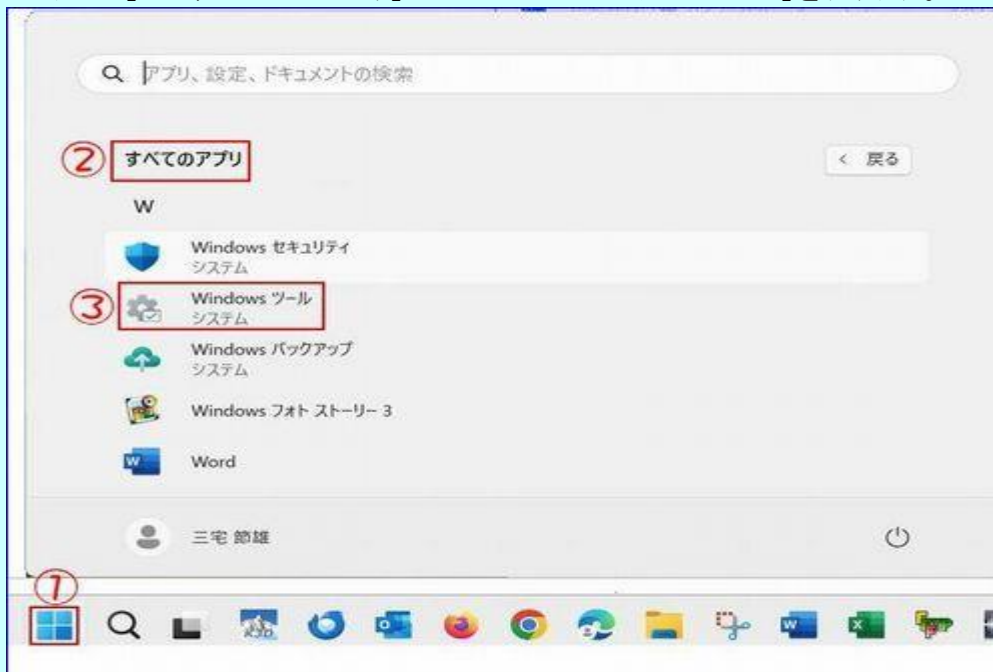 アプリ、設定、ドキュメントの検索
② すべてのアプリ
< 戻る
W
Windows セキュリティ
システム
③ Windows ツール
システム
Windows バックアップ
システム
Windows フォト ストーリー 3
Word
三宅 節雄
①